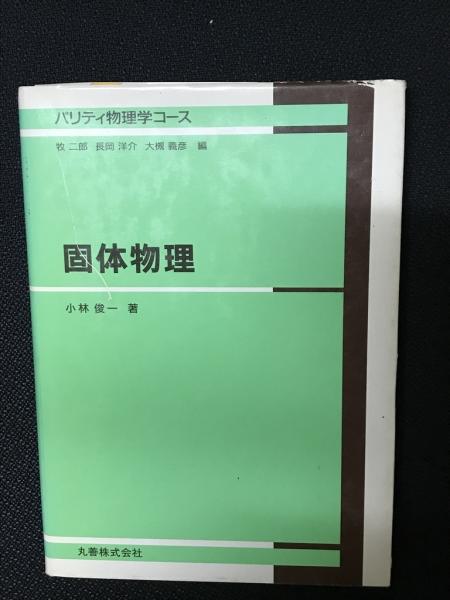 パリティ物理学コース
牧 二郎 長岡 洋介 大槻 義彦 編
固体物理
小林 俊一 著
丸善株式会社